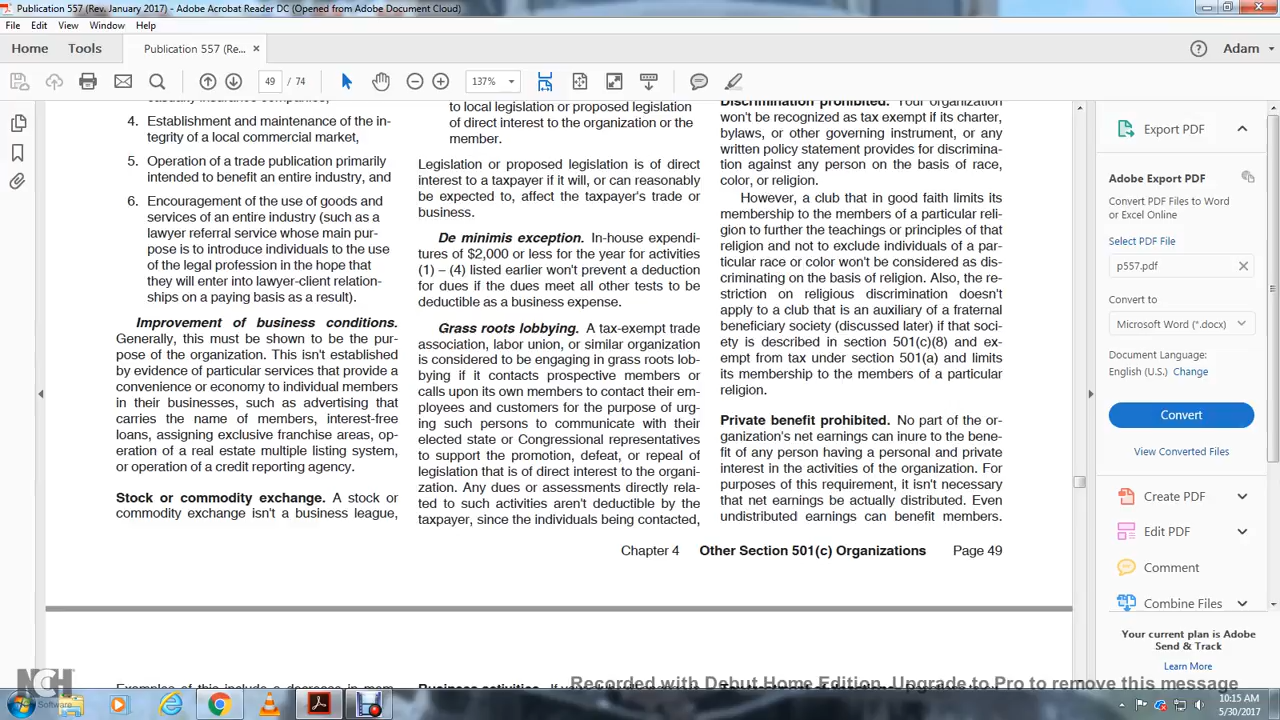 Publication 557 (Rev. January 2017) - Adobe Acrobat Reader DC (Opened from Adobe Document Cloud)
File Edit View Window Help
Home Tools Publication 557 (Re... × Adam
49 / 74 137%
4. Establishment and maintenance of the in-
tegrity of a local commercial market,
5. Operation of a trade publication primarily
intended to benefit an entire industry, and
6. Encouragement of the use of goods and
services of an entire industry (such as a
lawyer referral service whose main pur-
pose is to introduce individuals to the use
of the legal profession in the hope that
they will enter into lawyer-client relation-
ships on a paying basis as a result).
Improvement of business conditions.
Generally, this must be shown to be the pur-
pose of the organization. This isn't established
by evidence of particular services that provide a
convenience or economy to individual members
in their businesses, such as advertising that
carries the name of members, interest-free
loans, assigning exclusive franchise areas, op-
eration of a real estate multiple listing system,
or operation of a credit reporting agency.
Stock or commodity exchange. A stock or
commodity exchange isn't a business league,
to local legislation or proposed legislation
of direct interest to the organization or the
member.
Legislation or proposed legislation is of direct
interest to a taxpayer if it will, or can reasonably
be expected to, affect the taxpayer's trade or
business.
De minimis exception. In-house expendi-
tures of $2,000 or less for the year for activities
(1) – (4) listed earlier won't prevent a deduction
for dues if the dues meet all other tests to be
deductible as a business expense.
Grass roots lobbying. A tax-exempt trade
association, labor union, or similar organization
is considered to be engaging in grass roots lob-
bying if it contacts prospective members or
calls upon its own members to contact their em-
ployees and customers for the purpose of urg-
ing such persons to communicate with their
elected state or Congressional representatives
to support the promotion, defeat, or repeal of
legislation that is of direct interest to the organi-
zation. Any dues or assessments directly rela-
ted to such activities aren't deductible by the
taxpayer, since the individuals being contacted,
Discrimination prohibited. Your organization
won't be recognized as tax exempt if its charter,
bylaws, or other governing instrument, or any
written policy statement provides for discrimina-
tion against any person on the basis of race,
color, or religion.
However, a club that in good faith limits its
membership to the members of a particular reli-
gion to further the teachings or principles of that
religion and not to exclude individuals of a par-
ticular race or color won't be considered as dis-
criminating on the basis of religion. Also, the re-
striction on religious discrimination doesn't
apply to a club that is an auxiliary of a fraternal
beneficiary society (discussed later) if that soci-
ety is described in section 501(c)(8) and ex-
empt from tax under section 501(a) and limits
its membership to the members of a particular
religion.
Private benefit prohibited. No part of the or-
ganization's net earnings can inure to the bene-
fit of any person having a personal and private
interest in the activities of the organization. For
purposes of this requirement, it isn't necessary
that net earnings be actually distributed. Even
undistributed earnings can benefit members.
Chapter 4 Other Section 501(c) Organizations Page 49
Export PDF
Adobe Export PDF
Convert PDF Files to Word
or Excel Online
Select PDF File
p557.pdf
Convert to
Microsoft Word (*.docx)
Document Language:
English (U.S.) Change
Convert
View Converted Files
Create PDF
Edit PDF
Comment
Combine Files
Your current plan is Adobe
Send & Track
Learn More
NCH
Software
Recorded with Debut Home Edition. Upgrade to Pro to remove this message
10:15 AM
5/30/2017